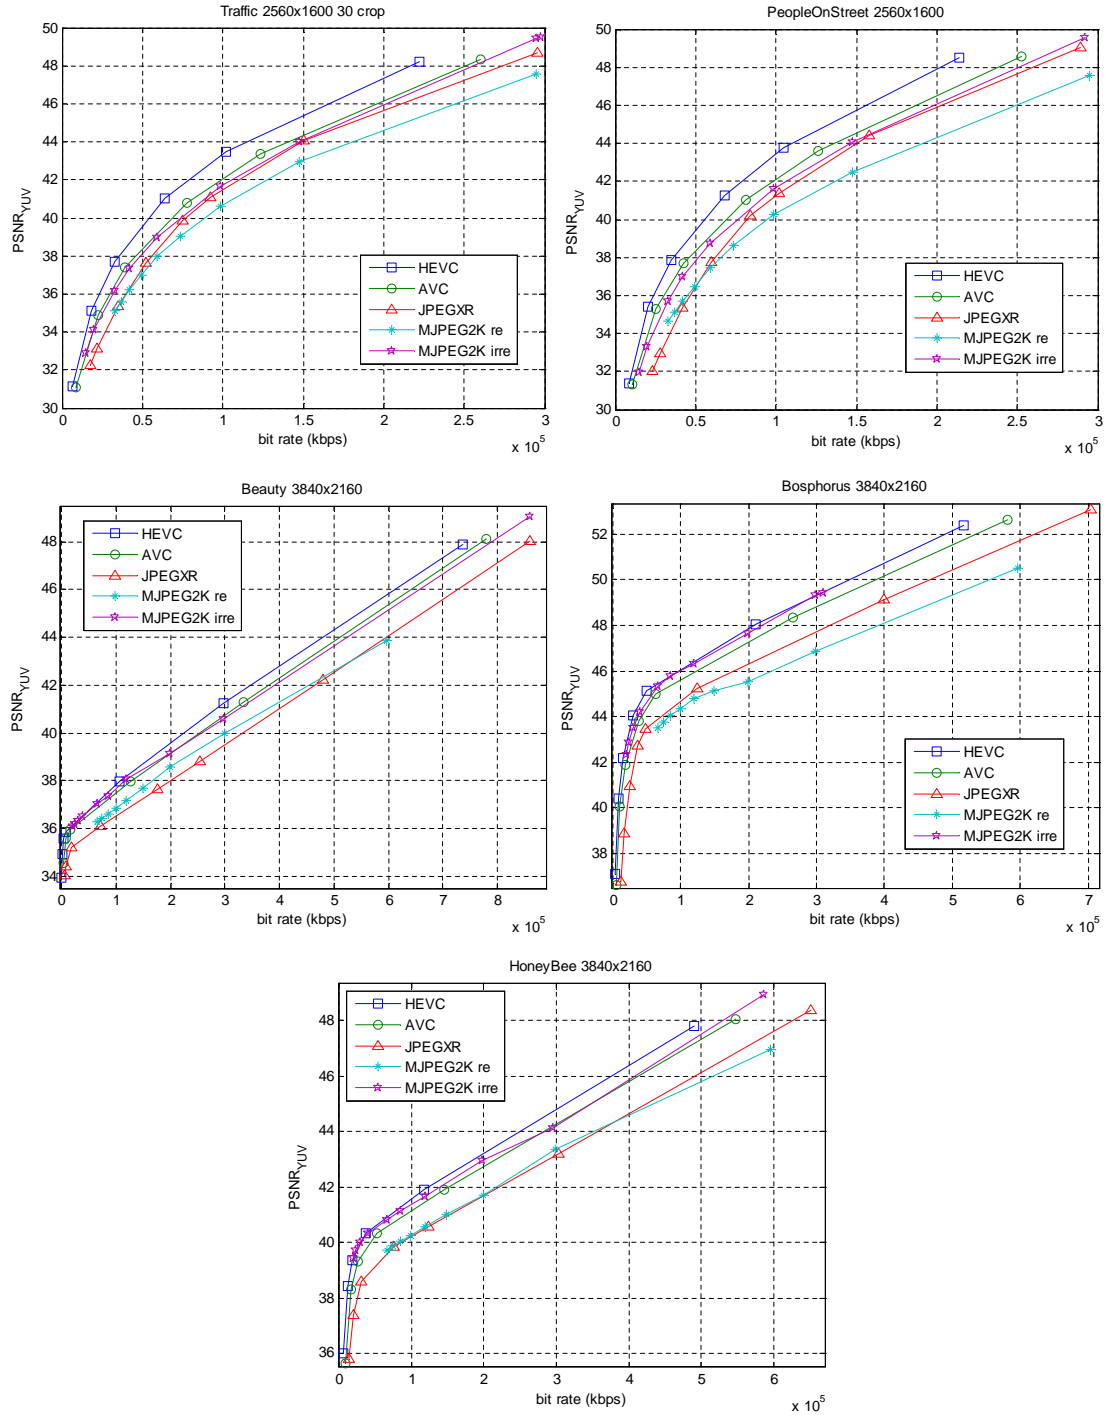 Traffic 2560x1600 30 crop
PSNRYUV
50
48
46
44
42
40
38
36
34
32
30
HEVC
AVC
JPEGXR
MJPEG2K re
MJPEG2K irre
0 0.5 1 1.5 2 2.5 3
bit rate (kbps)
x 10^5
PeopleOnStreet 2560x1600
PSNRYUV
50
48
46
44
42
40
38
36
34
32
30
HEVC
AVC
JPEGXR
MJPEG2K re
MJPEG2K irre
0 0.5 1 1.5 2 2.5 3
bit rate (kbps)
x 10^5
Beauty 3840x2160
PSNRYUV
HEVC
AVC
JPEGXR
MJPEG2K re
MJPEG2K irre
48
46
44
42
40
38
36
34
0 1 2 3 4 5 6 7 8
bit rate (kbps)
x 10^5
Bosphorus 3840x2160
PSNRYUV
52
50
48
46
44
42
40
38
HEVC
AVC
JPEGXR
MJPEG2K re
MJPEG2K irre
0 1 2 3 4 5 6 7
bit rate (kbps)
x 10^5
HoneyBee 3840x2160
PSNRYUV
HEVC
AVC
JPEGXR
MJPEG2K re
MJPEG2K irre
48
46
44
42
40
38
36
0 1 2 3 4 5 6
bit rate (kbps)
x 10^5